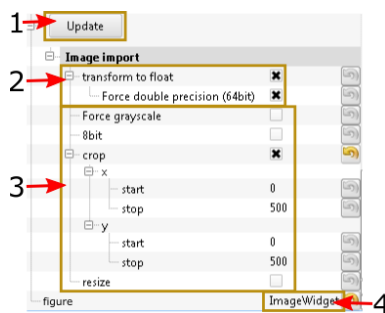 1 Update
Image import
2 transform to float
Force double precision (64bit)
Force grayscale
8bit
crop
3 x
start 0
stop 500
y
start 0
stop 500
resize
figure ImageWidget 4